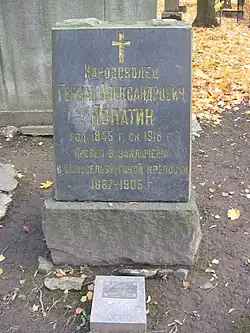 НАРОДОВОЛЕЦ
ГЕРМАН АЛЕКСАНДРОВИЧ
ЛОПАТИН
РОД. 1845 Г. СК. 1918 Г.
ПРОВЕЛ В ЗАКЛЮЧЕНИИ
В ШЛИССЕЛЬБУРГСКОЙ КРЕПОСТИ
1887-1905 Г.